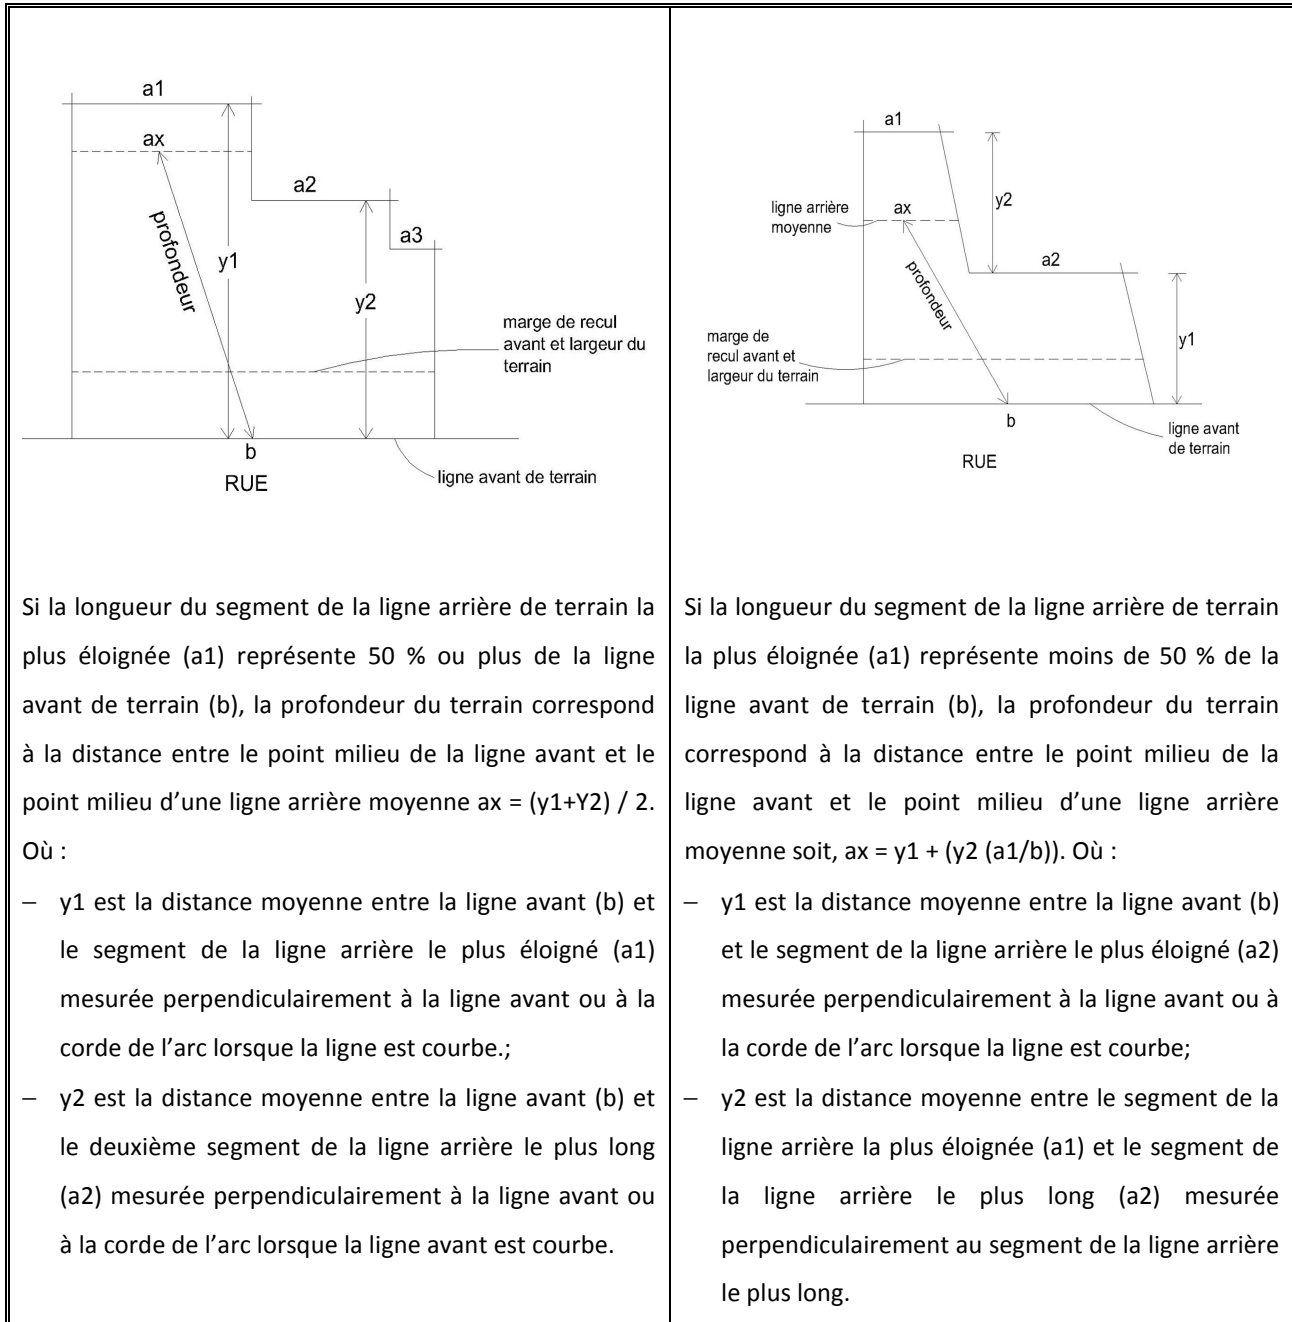 a1
ax
a2
a3
profondeur
y1
y2
marge de recul
avant et largeur du
terrain
b
RUE
ligne avant de terrain
Si la longueur du segment de la ligne arrière de terrain la
plus éloignée (a1) représente 50 % ou plus de la ligne
avant de terrain (b), la profondeur du terrain correspond
à la distance entre le point milieu de la ligne avant et le
point milieu d’une ligne arrière moyenne ax = (y1+Y2) / 2.
Où :
– y1 est la distance moyenne entre la ligne avant (b) et
le segment de la ligne arrière le plus éloigné (a1)
mesurée perpendiculairement à la ligne avant ou à la
corde de l’arc lorsque la ligne est courbe.;
– y2 est la distance moyenne entre la ligne avant (b) et
le deuxième segment de la ligne arrière le plus long
(a2) mesurée perpendiculairement à la ligne avant ou
à la corde de l’arc lorsque la ligne avant est courbe.
a1
y2
ligne arrière
moyenne
ax
a2
profondeur
marge de
recul avant et
largeur du terrain
y1
b
ligne avant
de terrain
RUE
Si la longueur du segment de la ligne arrière de terrain
la plus éloignée (a1) représente moins de 50 % de la
ligne avant de terrain (b), la profondeur du terrain
correspond à la distance entre le point milieu de la
ligne avant et le point milieu d’une ligne arrière
moyenne soit, ax = y1 + (y2 (a1/b)). Où :
– y1 est la distance moyenne entre la ligne avant (b)
et le segment de la ligne arrière le plus éloigné (a2)
mesurée perpendiculairement à la ligne avant ou à
la corde de l’arc lorsque la ligne est courbe;
– y2 est la distance moyenne entre le segment de la
ligne arrière la plus éloignée (a1) et le segment de
la ligne arrière le plus long (a2) mesurée
perpendiculairement au segment de la ligne arrière
le plus long.